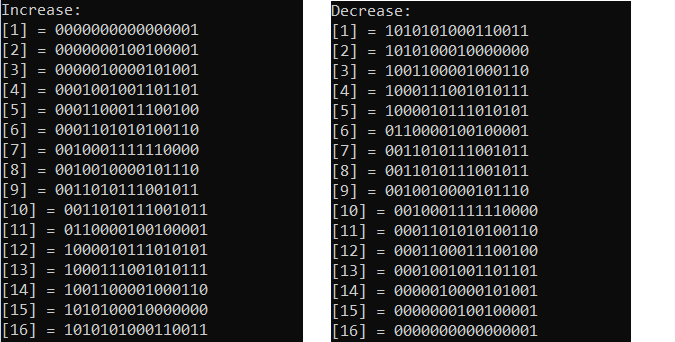 Increase:
[1] = 0000000000000001
[2] = 0000000100100001
[3] = 0000010000101001
[4] = 0001001001101101
[5] = 0001100011100100
[6] = 0001101010100110
[7] = 0010001111110000
[8] = 0010010000101110
[9] = 0011010111001011
[10] = 0011010111001011
[11] = 0110000100100001
[12] = 1000010111010101
[13] = 1000111001010111
[14] = 1001100001000110
[15] = 1010100010000000
[16] = 1010101000110011
Decrease:
[1] = 1010101000110011
[2] = 1010100010000000
[3] = 1001100001000110
[4] = 1000111001010111
[5] = 1000010111010101
[6] = 0110000100100001
[7] = 0011010111001011
[8] = 0011010111001011
[9] = 0010010000101110
[10] = 0010001111110000
[11] = 0001101010100110
[12] = 0001100011100100
[13] = 0001001001101101
[14] = 0000010000101001
[15] = 0000000100100001
[16] = 0000000000000001